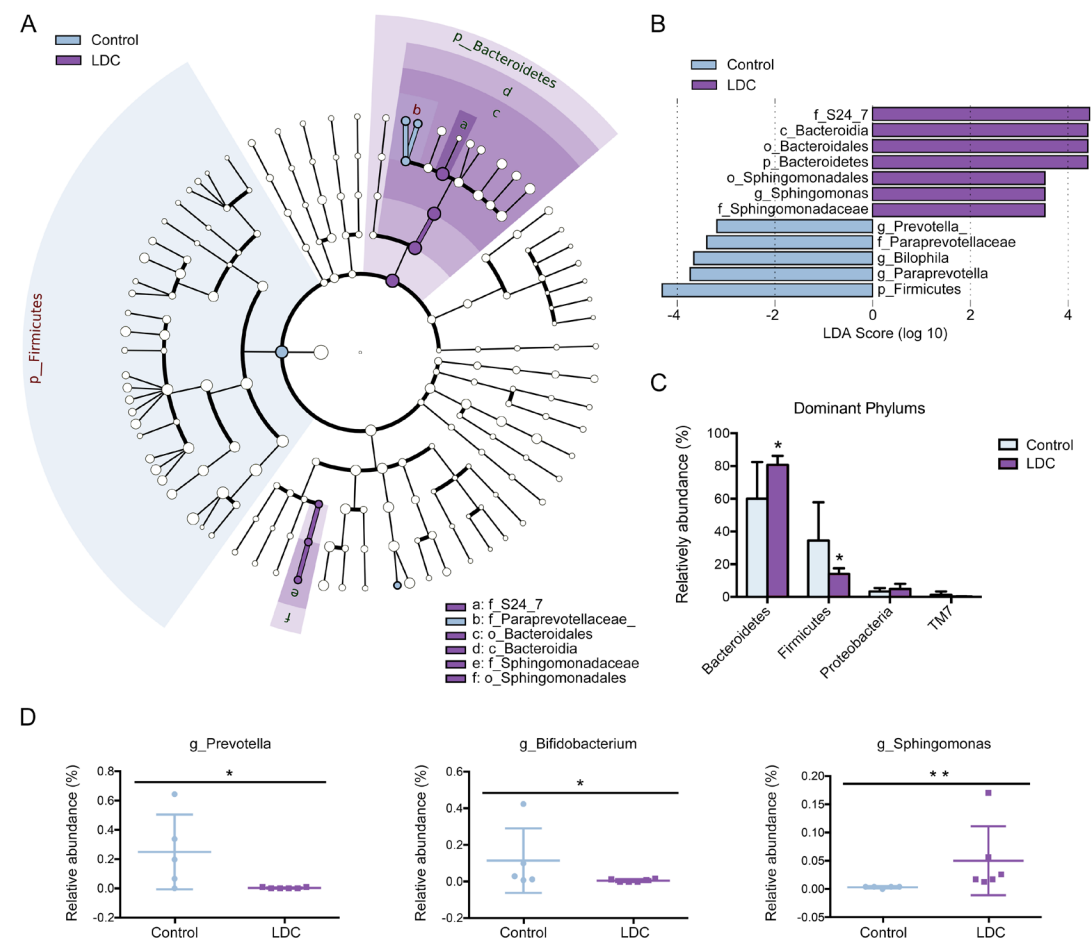 A
Control
LDC
p__Bacteroidetes
d
c
b
a
p__Firmicutes
e
f
a: f_S24_7
b: f_Paraprevotellaceae_
c: o_Bacteroidales
d: c_Bacteroidia
e: f_Sphingomonadaceae
f: o_Sphingomonadales
B
Control
LDC
f_S24_7
c_Bacteroidia
o_Bacteroidales
p_Bacteroidetes
o_Sphingomonadales
g_Sphingomonas
f_Sphingomonadaceae
g_Prevotella_
f_Paraprevotellaceae
g_Bilophila
g_Paraprevotella
p_Firmicutes
-4 -2 0 2 4
LDA Score (log 10)
C
Dominant Phylums
Control
LDC
Relatively abundance (%)
100
80
60
40
20
0
*
*
Bacteroidetes
Firmicutes
Proteobacteria
TM7
D
g_Prevotella
Relative abundance (%)
0.8
0.6
0.4
0.2
0.0
-0.2
*
Control LDC
g_Bifidobacterium
Relative abundance (%)
0.6
0.4
0.2
0.0
-0.2
*
Control LDC
g_Sphingomonas
Relative abundance (%)
0.20
0.15
0.10
0.05
0.00
-0.05
* *
Control LDC